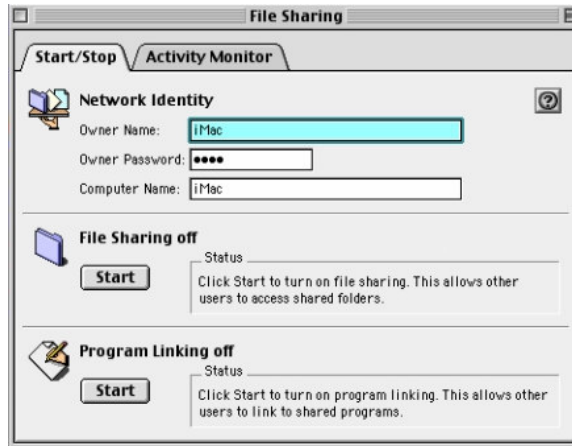 File Sharing
Start/Stop Activity Monitor
Network Identity
Owner Name: iMac
Owner Password: ••••
Computer Name: iMac
File Sharing off
Start
Status
Click Start to turn on file sharing. This allows other
users to access shared folders.
Program Linking off
Start
Status
Click Start to turn on program linking. This allows other
users to link to shared programs.